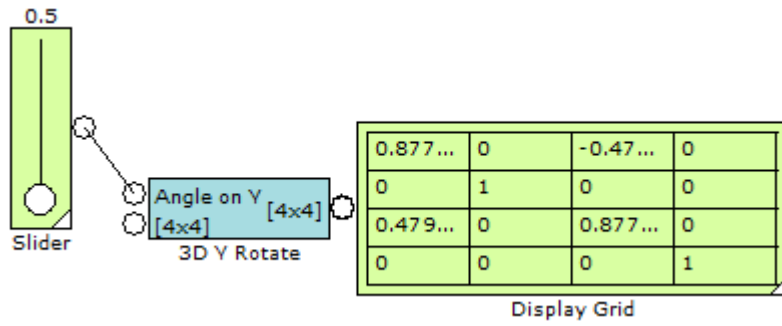 0.5
Slider
Angle on Y
[4x4]
[4x4]
3D Y Rotate
0.877... 0 -0.47... 0
0 1 0 0
0.479... 0 0.877... 0
0 0 0 1
Display Grid